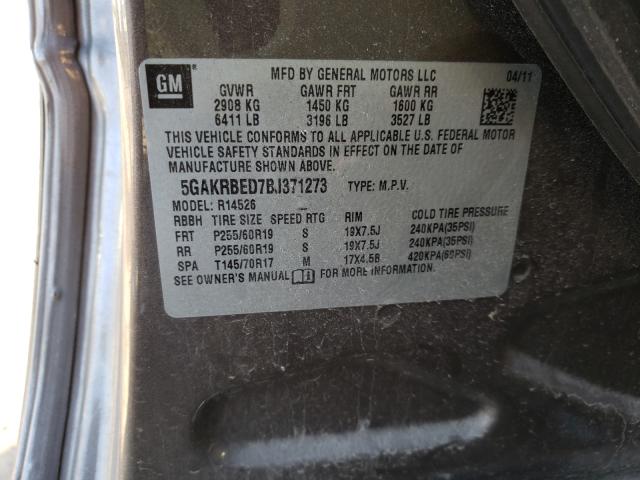 GM
MFD BY GENERAL MOTORS LLC 04/11
GVWR GAWR FRT GAWR RR
2908 KG 1450 KG 1600 KG
6411 LB 3196 LB 3527 LB
THIS VEHICLE CONFORMS TO ALL APPLICABLE U.S. FEDERAL MOTOR
VEHICLE SAFETY STANDARDS IN EFFECT ON THE DATE OF
MANUFACTURE SHOWN ABOVE.
5GAKRBED7BJ371273 TYPE: M.P.V.
MODEL: R14526
RBBH TIRE SIZE SPEED RTG RIM COLD TIRE PRESSURE
FRT P255/60R19 S 19X7.5J 240KPA(35PSI)
RR P255/60R19 S 19X7.5J 240KPA(35PSI)
SPA T145/70R17 M 17X4.5B 420KPA(60PSI)
SEE OWNER'S MANUAL FOR MORE INFORMATION.